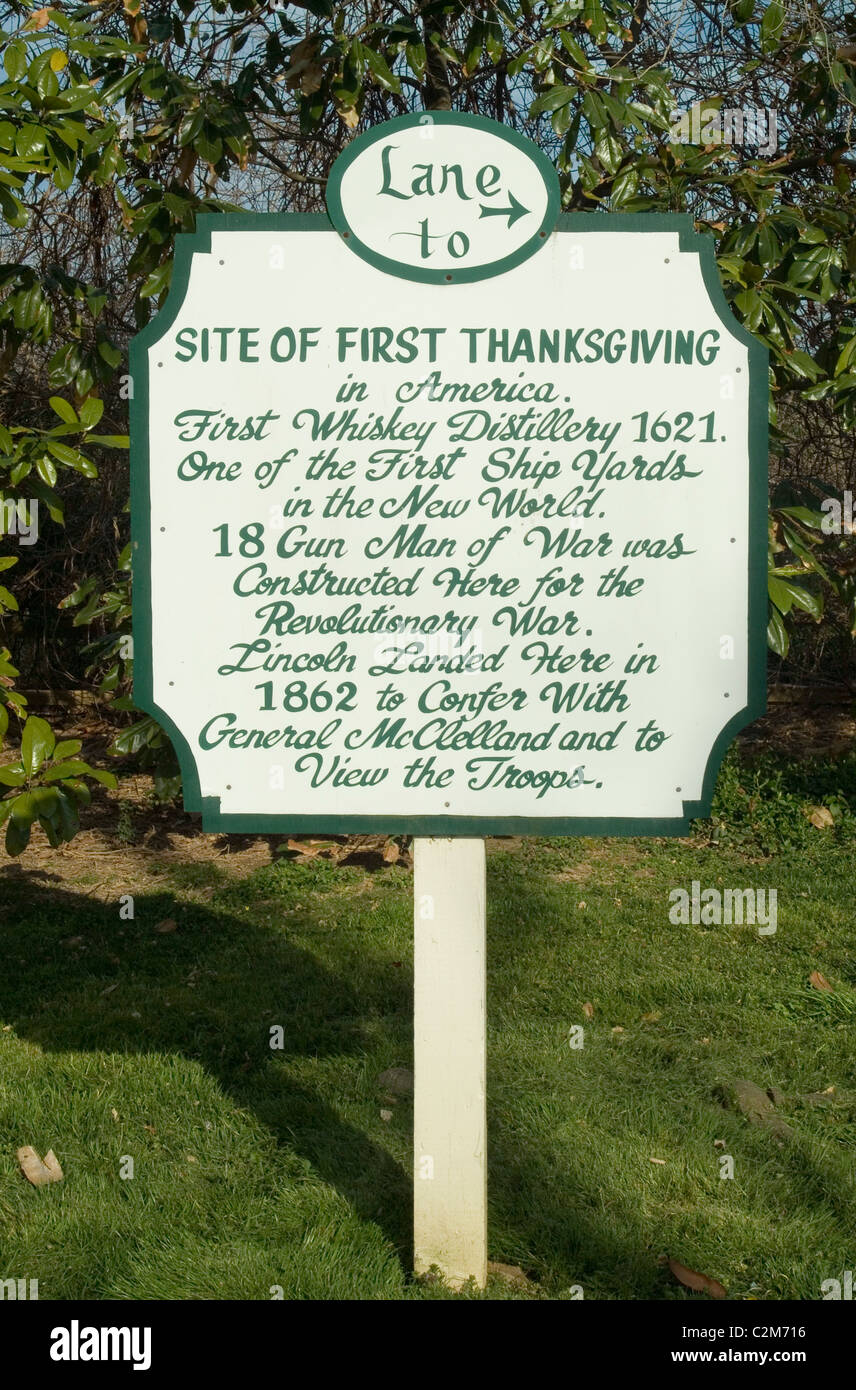 Lane
to
SITE OF FIRST THANKSGIVING
in America.
First Whiskey Distillery 1621.
One of the First Ship Yards
in the New World.
18 Gun Man of War was
Constructed Here for the
Revolutionary War.
Lincoln Landed Here in
1862 to Confer With
General McClelland and to
View the Troops.
alamy
Image ID: C2M716
www.alamy.com